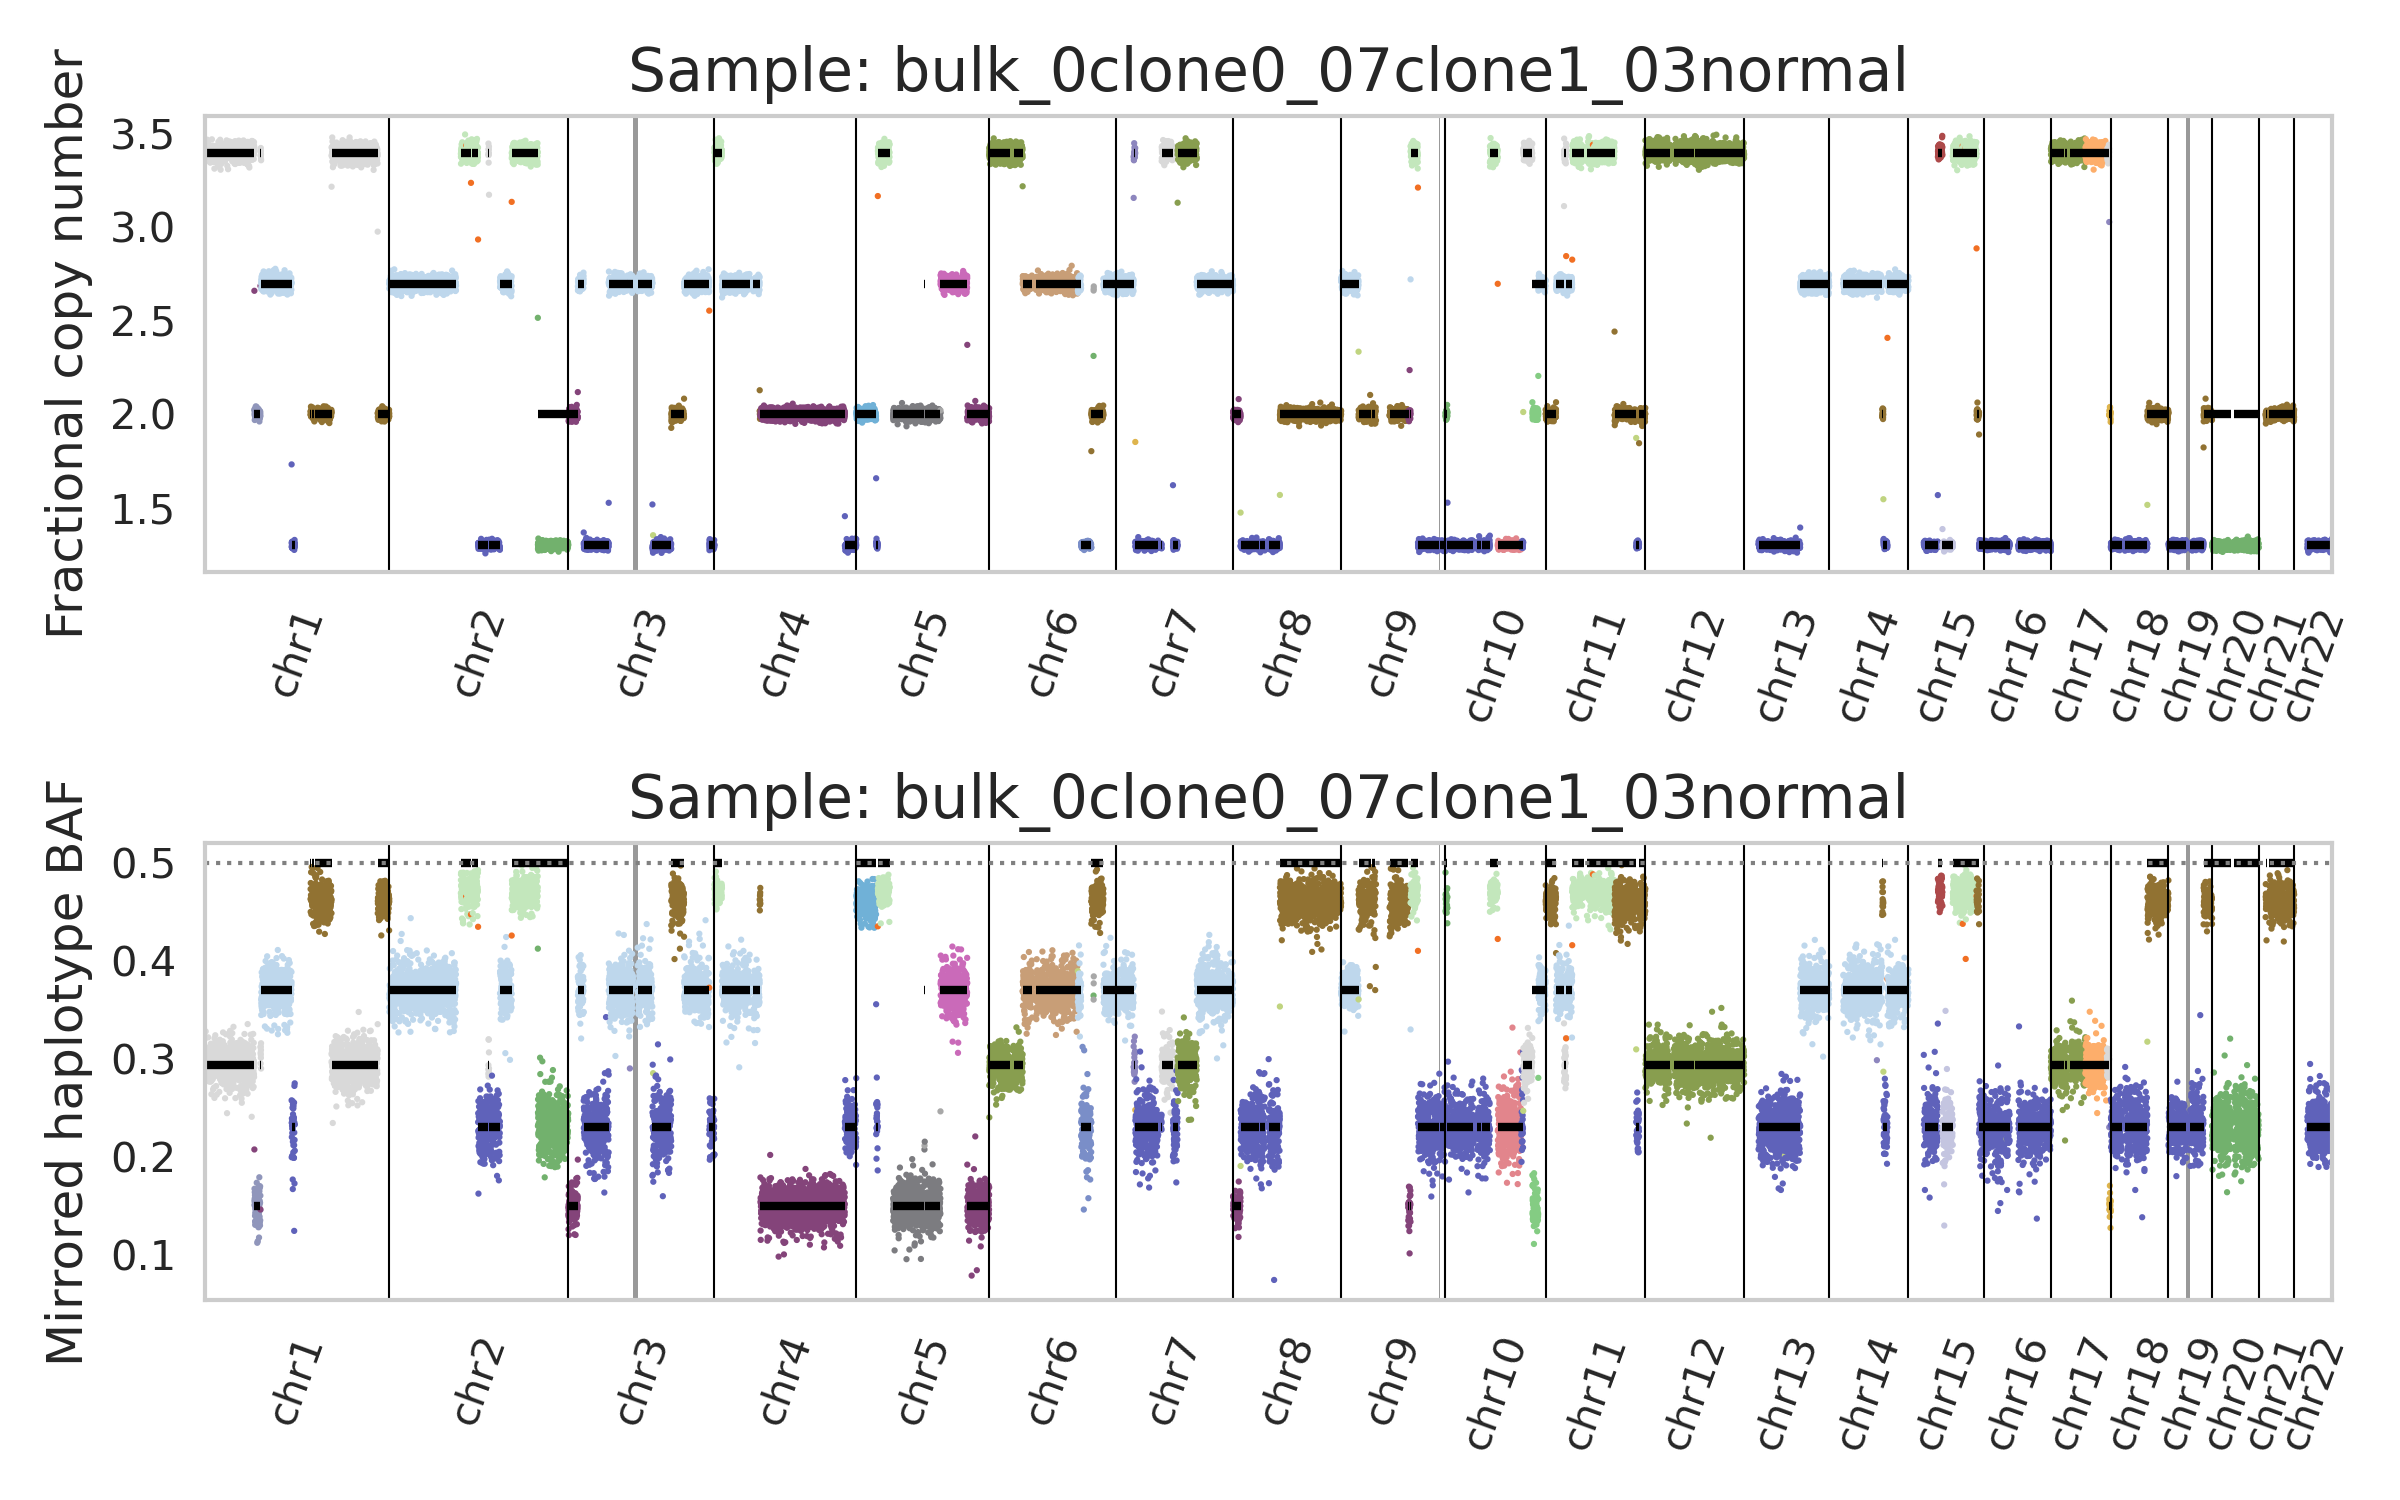 Sample: bulk_0clone0_07clone1_03normal
Fractional copy number
3.5
3.0
2.5
2.0
1.5
chr1
chr2
chr3
chr4
chr5
chr6
chr7
chr8
chr9
chr10
chr11
chr12
chr13
chr14
chr15
chr16
chr17
chr18
chr19
chr20
chr21
chr22
Sample: bulk_0clone0_07clone1_03normal
Mirrored haplotype BAF
0.5
0.4
0.3
0.2
0.1
chr1
chr2
chr3
chr4
chr5
chr6
chr7
chr8
chr9
chr10
chr11
chr12
chr13
chr14
chr15
chr16
chr17
chr18
chr19
chr20
chr21
chr22